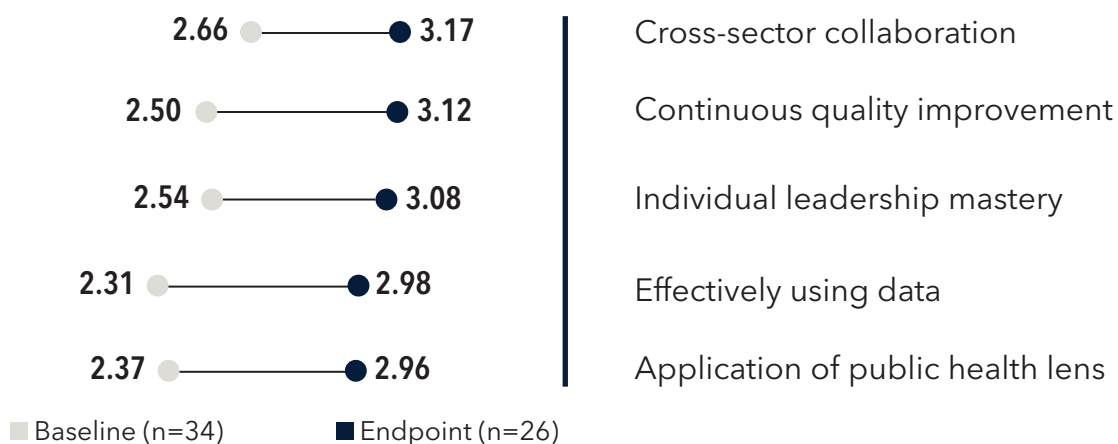 2.66 3.17 Cross-sector collaboration
2.50 3.12 Continuous quality improvement
2.54 3.08 Individual leadership mastery
2.31 2.98 Effectively using data
2.37 2.96 Application of public health lens
Baseline (n=34) Endpoint (n=26)